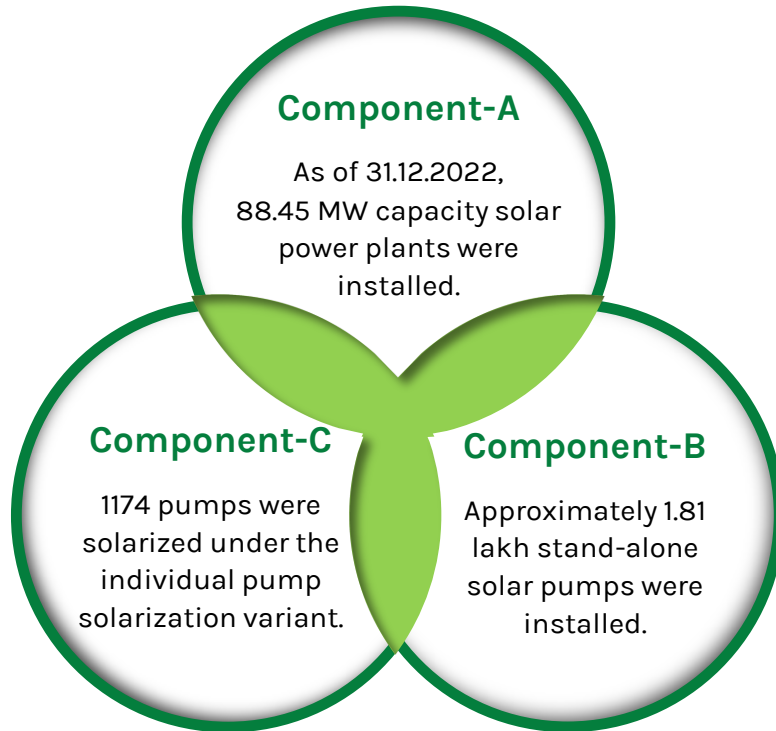 Component-A
As of 31.12.2022,
88.45 MW capacity solar
power plants were
installed.
Component-C
1174 pumps were
solarized under the
individual pump
solarization variant.
Component-B
Approximately 1.81
lakh stand-alone
solar pumps were
installed.